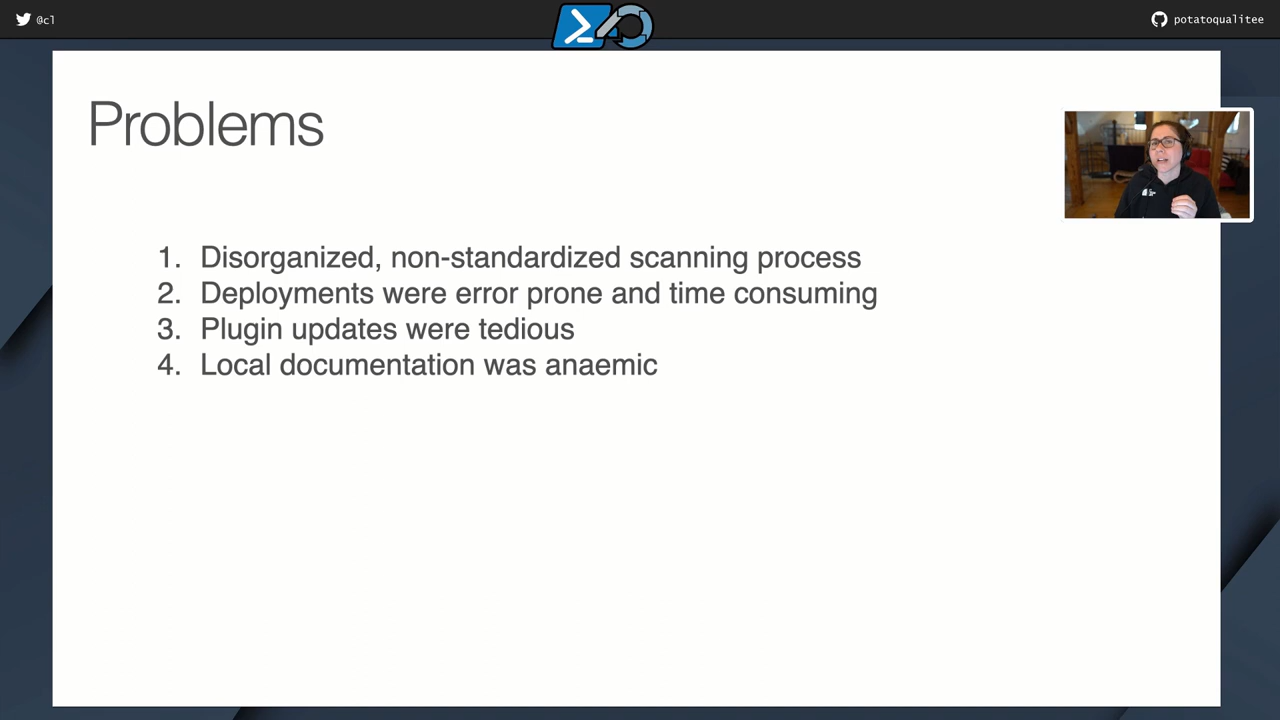 @cl
potatoqualitee
Problems
1. Disorganized, non-standardized scanning process
2. Deployments were error prone and time consuming
3. Plugin updates were tedious
4. Local documentation was anaemic